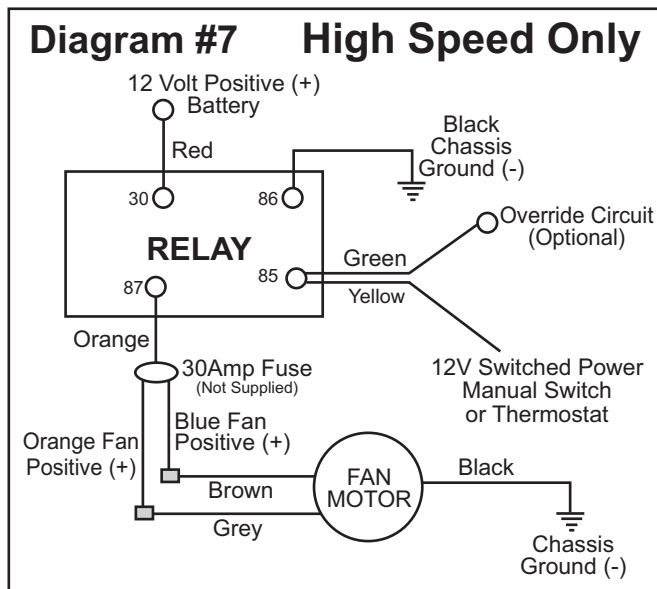 Diagram #7 High Speed Only
12 Volt Positive (+)
Battery
Red
Black
Chassis
Ground (-)
30
86
RELAY
Override Circuit
(Optional)
Green
85
87
Yellow
Orange
30Amp Fuse
(Not Supplied)
12V Switched Power
Manual Switch
or Thermostat
Blue Fan
Positive (+)
Orange Fan
Positive (+)
Brown
Grey
FAN
MOTOR
Black
Chassis
Ground (-)